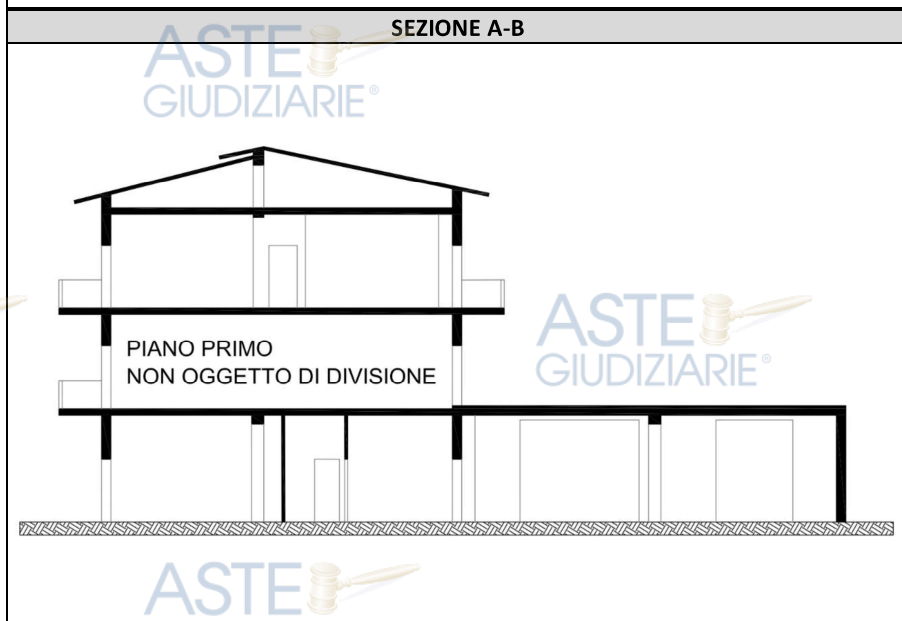 SEZIONE A-B
ASTE
GIUDIZIARIE®
ASTE
GIUDIZIARIE®
PIANO PRIMO
NON OGGETTO DI DIVISIONE
ASTE